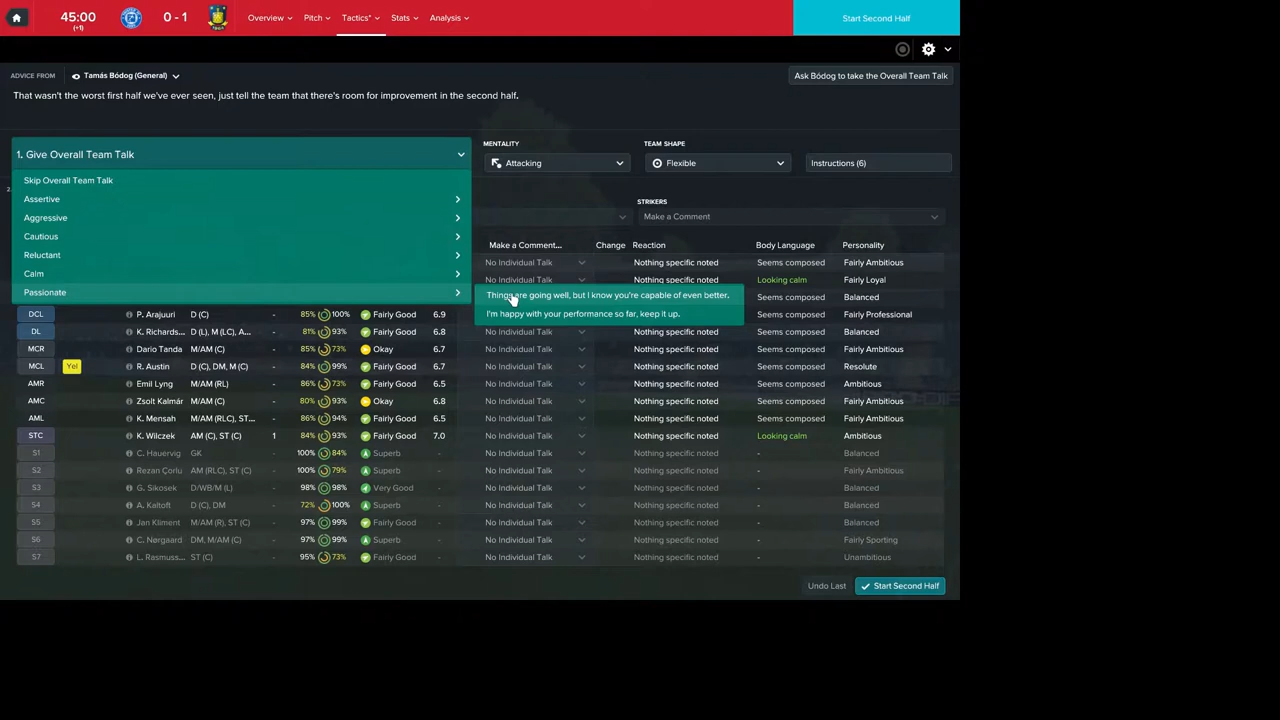 45:00
(+1)
0 - 1
Overview
Pitch
Tactics*
Stats
Analysis
Start Second Half
ADVICE FROM
Tamás Bódog (General)
Ask Bódog to take the Overall Team Talk
That wasn't the worst first half we've ever seen, just tell the team that there's room for improvement in the second half.
1. Give Overall Team Talk
MENTALITY
Attacking
TEAM SHAPE
Flexible
Instructions (6)
Skip Overall Team Talk
Assertive
Aggressive
Cautious
Reluctant
Calm
Passionate
2.
STRIKERS
Make a Comment
Make a Comment... Change Reaction Body Language Personality
No Individual Talk Nothing specific noted Seems composed Fairly Ambitious
No Individual Talk Nothing specific noted Looking calm Fairly Loyal
Things are going well, but I know you're capable of even better. Seems composed Balanced
I'm happy with your performance so far, keep it up.
DCL P. Arajuuri D (C) - 85% 100% Fairly Good 6.9 Seems composed Fairly Professional
DL K. Richards... D (L), M (LC), A... - 81% 93% Fairly Good 6.8 No Individual Talk Nothing specific noted Seems composed Balanced
MCR Dario Tanda M/AM (C) - 85% 73% Okay 6.7 No Individual Talk Nothing specific noted Seems composed Fairly Ambitious
MCL Yel R. Austin D (C), DM, M (C) - 84% 99% Fairly Good 6.7 No Individual Talk Nothing specific noted Seems composed Resolute
AMR Emil Lyng M/AM (RL) - 86% 73% Fairly Good 6.5 No Individual Talk Nothing specific noted Seems composed Ambitious
AMC Zsolt Kalmár M/AM (C) - 80% 93% Okay 6.8 No Individual Talk Nothing specific noted Seems composed Fairly Ambitious
AML K. Mensah M/AM (RLC), ST... - 86% 94% Fairly Good 6.5 No Individual Talk Nothing specific noted Seems composed Fairly Ambitious
STC K. Wilczek AM (C), ST (C) 1 84% 93% Fairly Good 7.0 No Individual Talk Nothing specific noted Looking calm Ambitious
S1 C. Hauervig GK 100% 84% Superb - No Individual Talk Nothing specific noted - Balanced
S2 Rezan Çorlu AM (RLC), ST (C) 100% 79% Superb - No Individual Talk Nothing specific noted - Fairly Ambitious
S3 G. Sikosek D/WB/M (L) 98% 98% Very Good - No Individual Talk Nothing specific noted - Balanced
S4 A. Kaltoft D (C), DM 72% 100% Superb - No Individual Talk Nothing specific noted - Balanced
S5 Jan Kliment M/AM (R), ST (C) 97% 99% Fairly Good - No Individual Talk Nothing specific noted - Balanced
S6 C. Nørgaard DM, M/AM (C) 97% 99% Superb - No Individual Talk Nothing specific noted - Fairly Sporting
S7 L. Rasmuss... ST (C) 95% 73% Fairly Good - No Individual Talk Nothing specific noted - Unambitious
Undo Last
Start Second Half